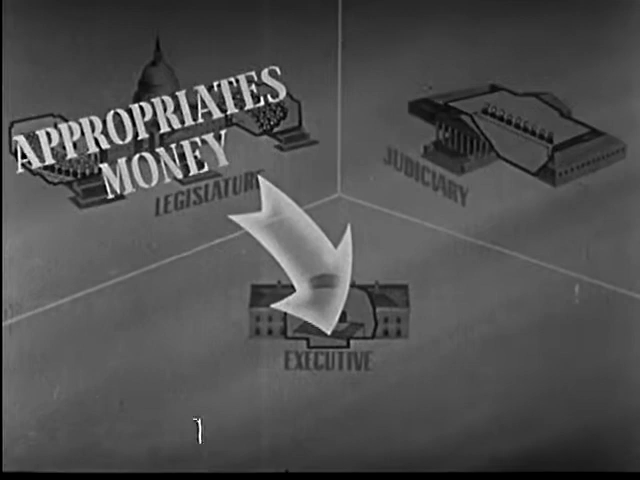 APPROPRIATES
MONEY
LEGISLATURE
JUDICIARY
EXECUTIVE